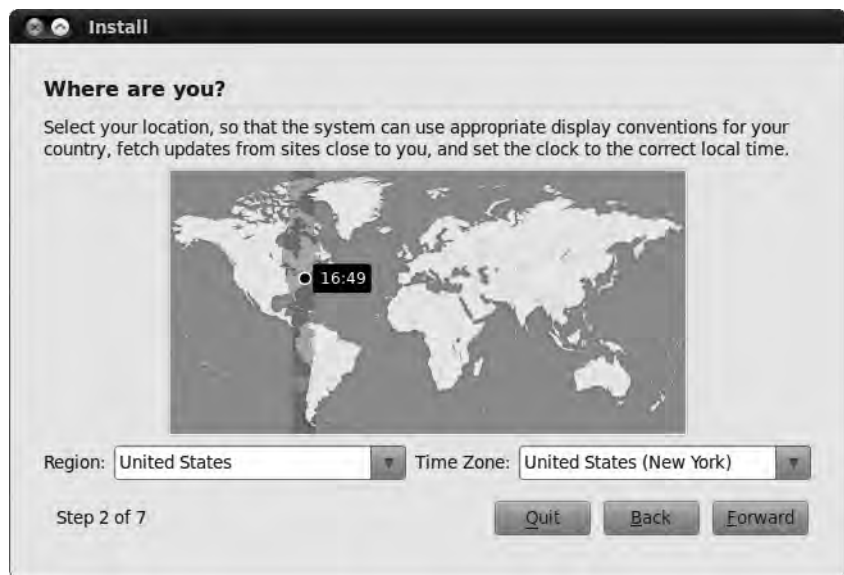 Install
Where are you?
Select your location, so that the system can use appropriate display conventions for your
country, fetch updates from sites close to you, and set the clock to the correct local time.
16:49
Region: United States Time Zone: United States (New York)
Step 2 of 7 Quit Back Forward